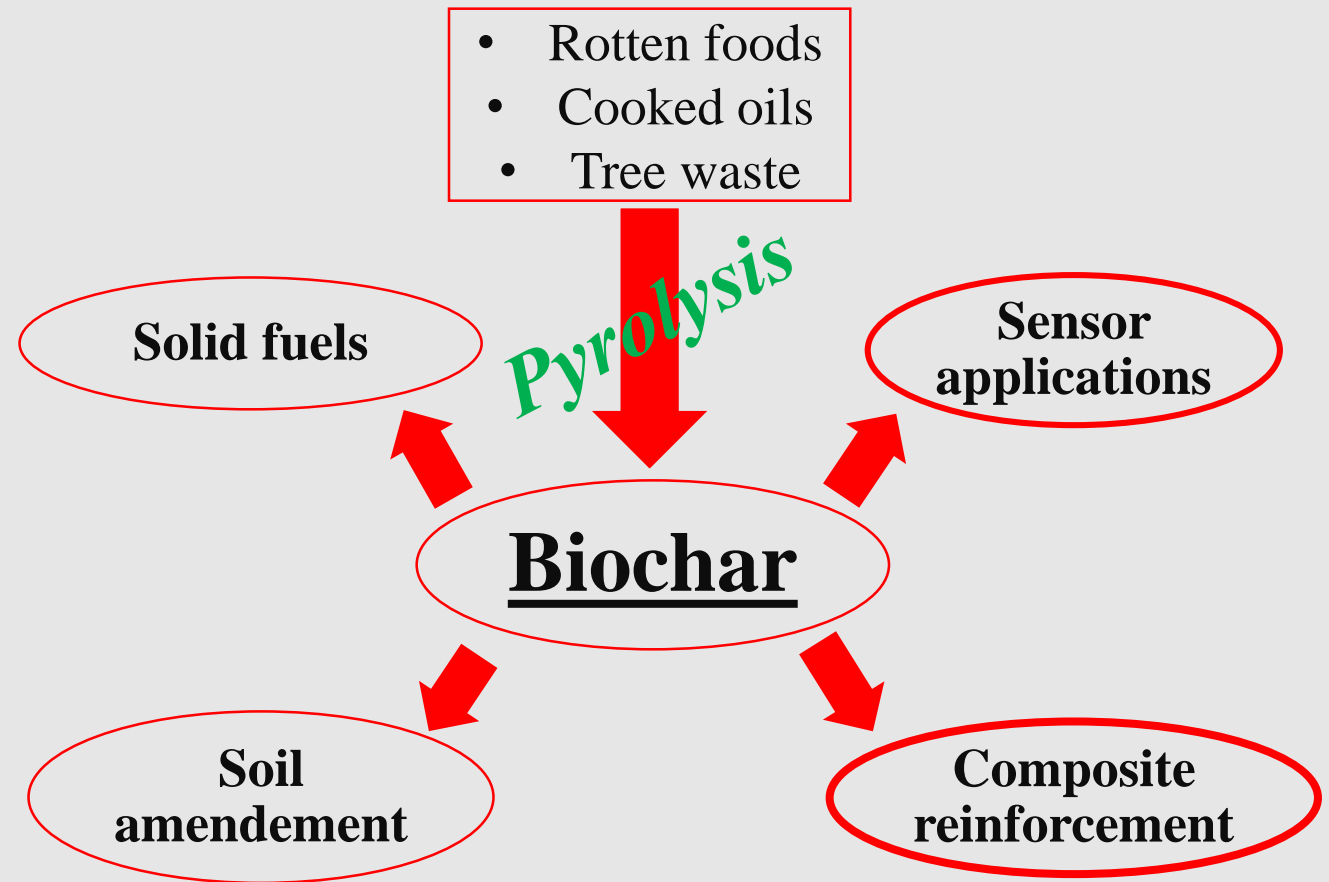 • Rotten foods
• Cooked oils
• Tree waste
Pyrolysis
Solid fuels
Sensor
applications
Biochar
Soil
amendement
Composite
reinforcement